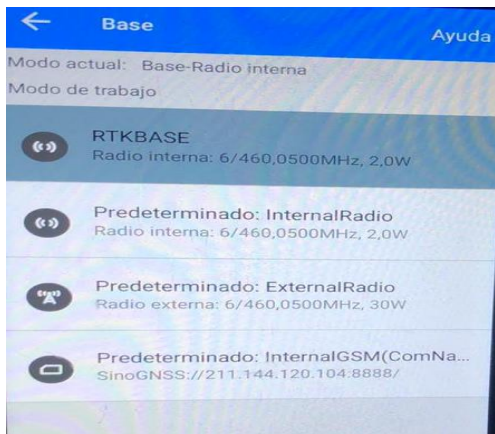 Base
Ayuda
Modo actual: Base-Radio interna
Modo de trabajo
RTKBASE
Radio interna: 6/460,0500MHz, 2,0W
Predeterminado: InternalRadio
Radio interna: 6/460,0500MHz, 2,0W
Predeterminado: ExternalRadio
Radio externa: 6/460,0500MHz, 30W
Predeterminado: InternalGSM(ComNa...
SinoGNSS://211.144.120.104:8888/